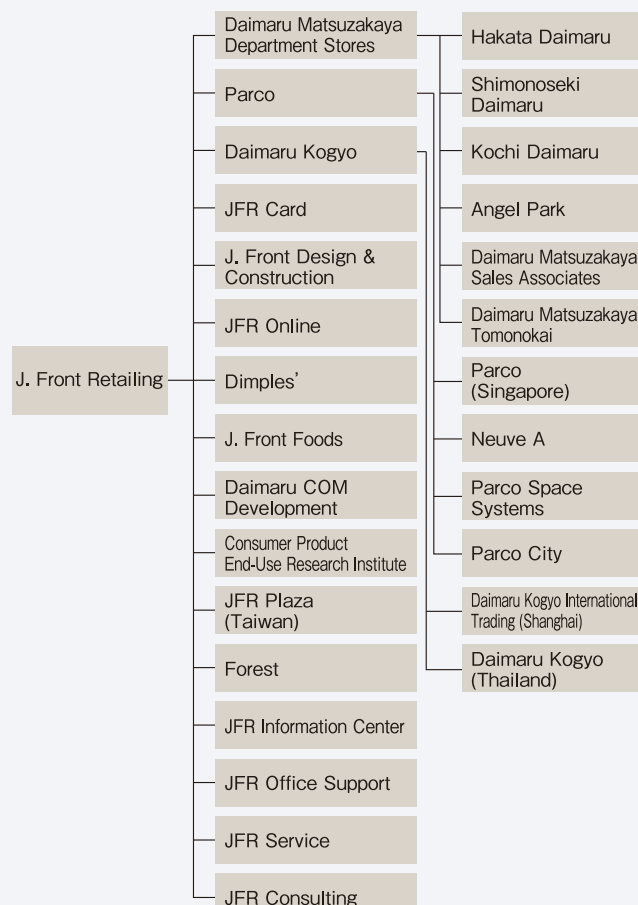 J. Front Retailing
Daimaru Matsuzakaya
Department Stores
Parco
Daimaru Kogyo
JFR Card
J. Front Design &
Construction
JFR Online
Dimples’
J. Front Foods
Daimaru COM
Development
Consumer Product
End-Use Research Institute
JFR Plaza
(Taiwan)
Forest
JFR Information Center
JFR Office Support
JFR Service
JFR Consulting
Hakata Daimaru
Shimonoseki
Daimaru
Kochi Daimaru
Angel Park
Daimaru Matsuzakaya
Sales Associates
Daimaru Matsuzakaya
Tomonokai
Parco
(Singapore)
Neuve A
Parco Space
Systems
Parco City
Daimaru Kogyo International
Trading (Shanghai)
Daimaru Kogyo
(Thailand)